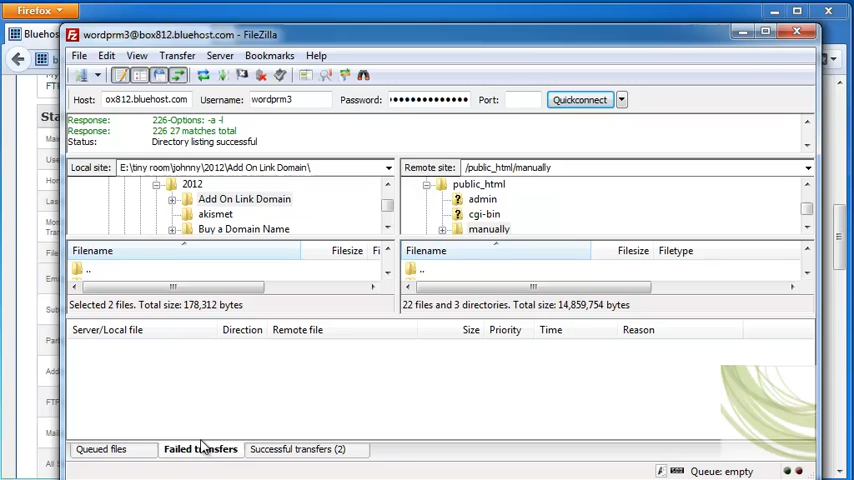 Firefox
Blueho
wordprm3@box812.bluehost.com - FileZilla
File Edit View Transfer Server Bookmarks Help
Host: ox812.bluehost.com Username: wordprm3 Password: ●●●●●●●●●●●●●● Port: Quickconnect
Response: 226-Options: -a -l
Response: 226 27 matches total
Status: Directory listing successful
Local site: E:\tiny room\johnny\2012\Add On Link Domain\
Remote site: /public_html/manually
2012
Add On Link Domain
akismet
Buy a Domain Name
public_html
admin
cgi-bin
manually
Filename Filesize Fi
..
Filename Filesize Filetype
..
Selected 2 files. Total size: 178,312 bytes
22 files and 3 directories. Total size: 14,859,754 bytes
Server/Local file Direction Remote file Size Priority Time Reason
Queued files Failed transfers Successful transfers (2)
Queue: empty